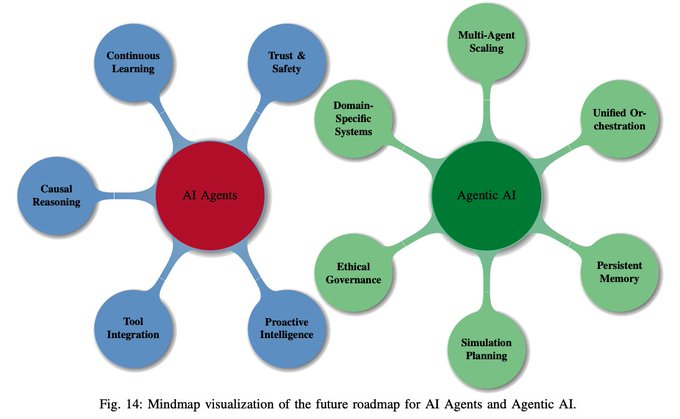 Continuous
Learning
Trust &
Safety
Causal
Reasoning
AI Agents
Tool
Integration
Proactive
Intelligence
Multi-Agent
Scaling
Domain-
Specific
Systems
Unified Or-
chestration
Agentic AI
Ethical
Governance
Persistent
Memory
Simulation
Planning
Fig. 14: Mindmap visualization of the future roadmap for AI Agents and Agentic AI.